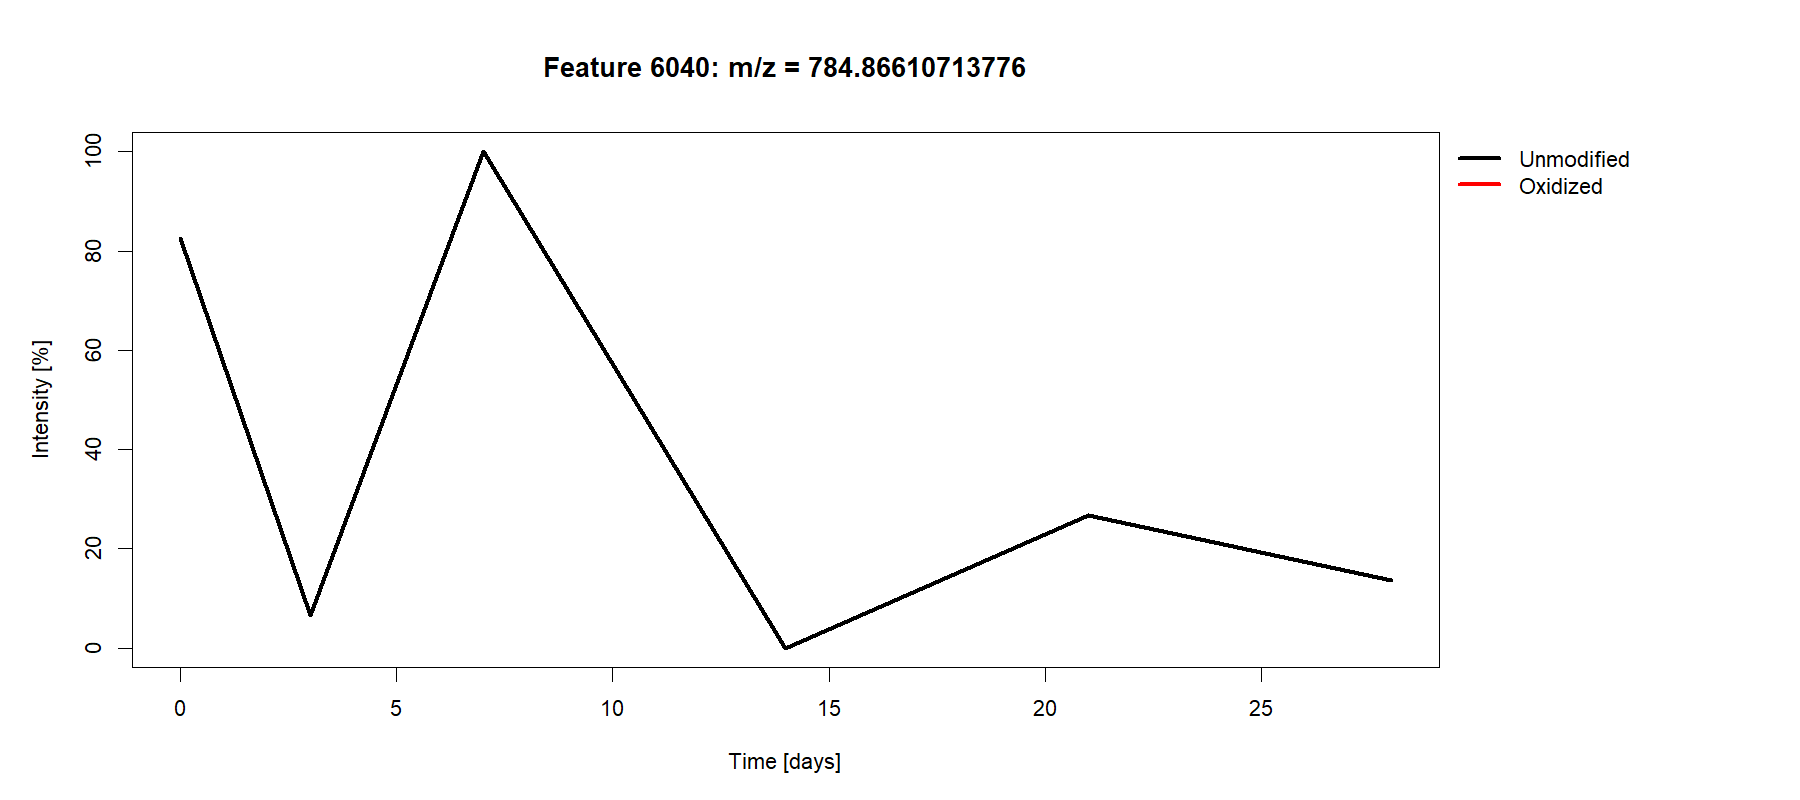 Feature 6040: m/z = 784.86610713776
Unmodified
Oxidized
Intensity [%]
100
80
60
40
20
0
0 5 10 15 20 25
Time [days]